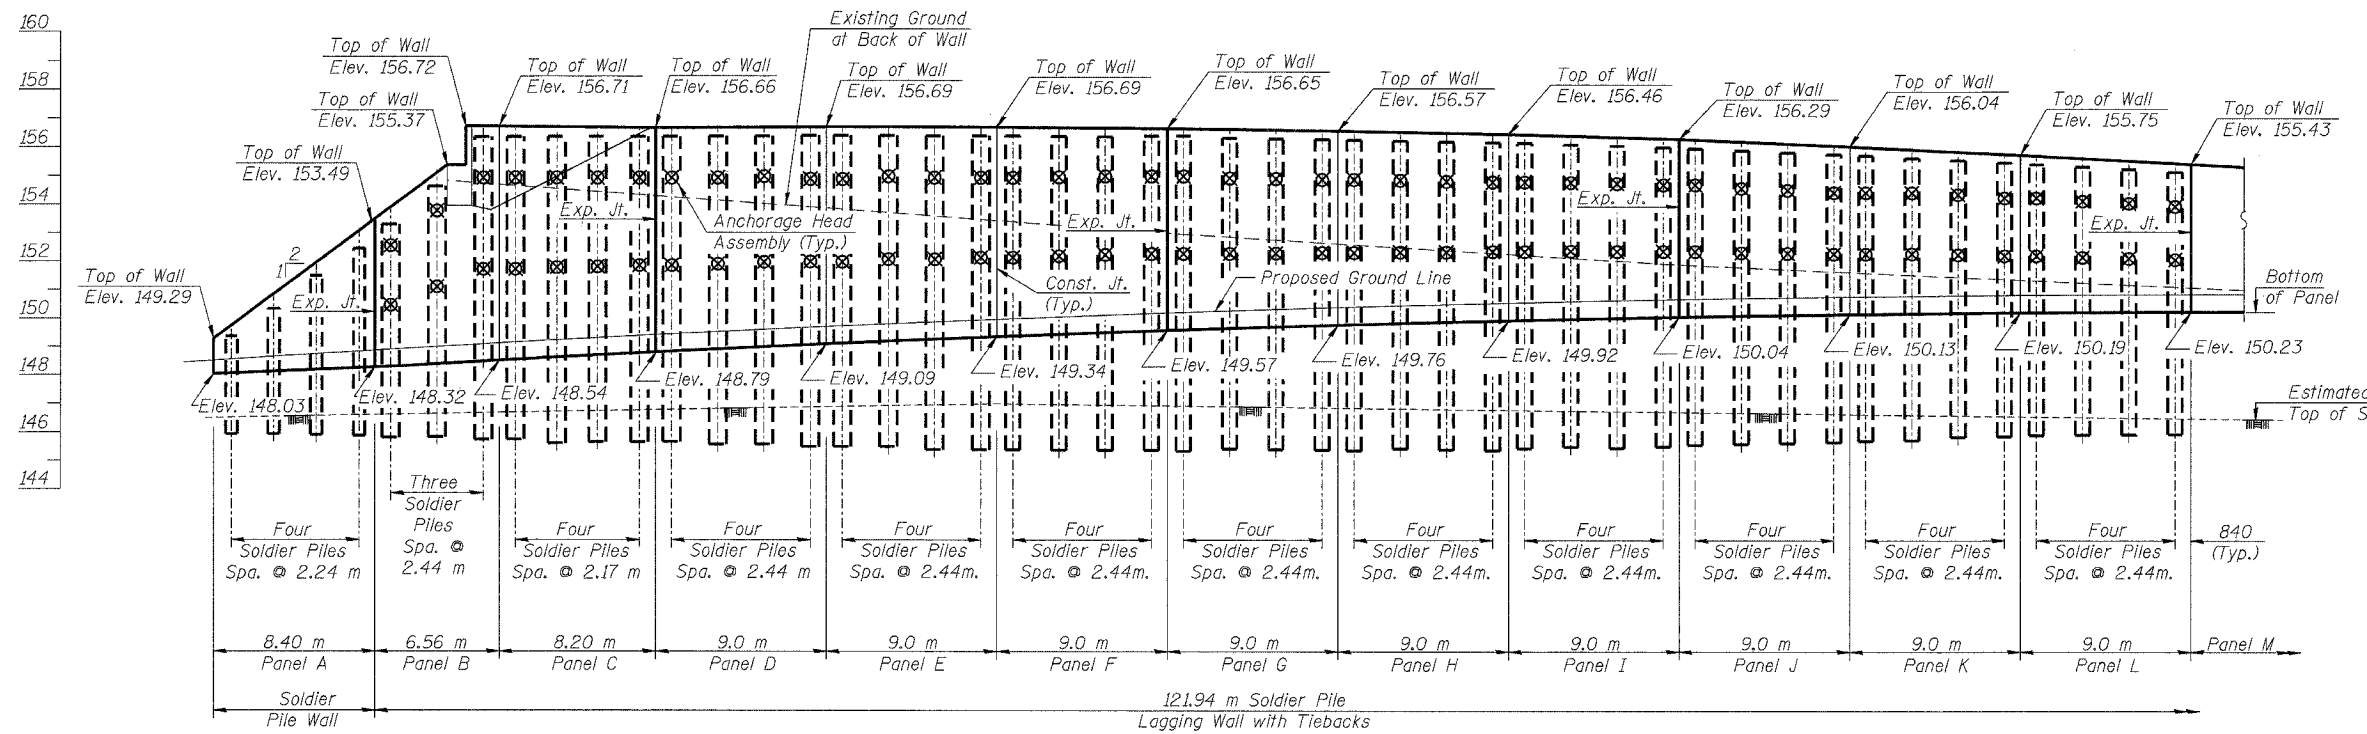 160
158
156
154
152
150
148
146
144
Existing Ground
at Back of Wall
Top of Wall
Elev. 156.72
Top of Wall
Elev. 155.37
Top of Wall
Elev. 153.49
Top of Wall
Elev. 149.29
Top of Wall
Elev. 156.71
Top of Wall
Elev. 156.66
Top of Wall
Elev. 156.69
Top of Wall
Elev. 156.69
Top of Wall
Elev. 156.65
Top of Wall
Elev. 156.57
Top of Wall
Elev. 156.46
Top of Wall
Elev. 156.29
Top of Wall
Elev. 156.04
Top of Wall
Elev. 155.75
Top of Wall
Elev. 155.43
2
1
Exp. Jt.
Exp. Jt.
Anchorage Head
Assembly (Typ.)
Exp. Jt.
Const. Jt.
(Typ.)
Proposed Ground Line
Exp. Jt.
Exp. Jt.
Bottom
of Panel
Elev. 148.03
Elev. 148.32
Elev. 148.54
Elev. 148.79
Elev. 149.09
Elev. 149.34
Elev. 149.57
Elev. 149.76
Elev. 149.92
Elev. 150.04
Elev. 150.13
Elev. 150.19
Elev. 150.23
Estimated
Top of S
Four
Soldier Piles
Spa. @ 2.24 m
Three
Soldier
Piles
Spa. @
2.44 m
Four
Soldier Piles
Spa. @ 2.17 m
Four
Soldier Piles
Spa. @ 2.44 m
Four
Soldier Piles
Spa. @ 2.44m.
Four
Soldier Piles
Spa. @ 2.44m.
Four
Soldier Piles
Spa. @ 2.44m.
Four
Soldier Piles
Spa. @ 2.44m.
Four
Soldier Piles
Spa. @ 2.44m.
Four
Soldier Piles
Spa. @ 2.44m.
Four
Soldier Piles
Spa. @ 2.44m.
Four
Soldier Piles
Spa. @ 2.44m.
840
(Typ.)
8.40 m
Panel A
6.56 m
Panel B
8.20 m
Panel C
9.0 m
Panel D
9.0 m
Panel E
9.0 m
Panel F
9.0 m
Panel G
9.0 m
Panel H
9.0 m
Panel I
9.0 m
Panel J
9.0 m
Panel K
9.0 m
Panel L
Panel M
Soldier
Pile Wall
121.94 m Soldier Pile
Lagging Wall with Tiebacks